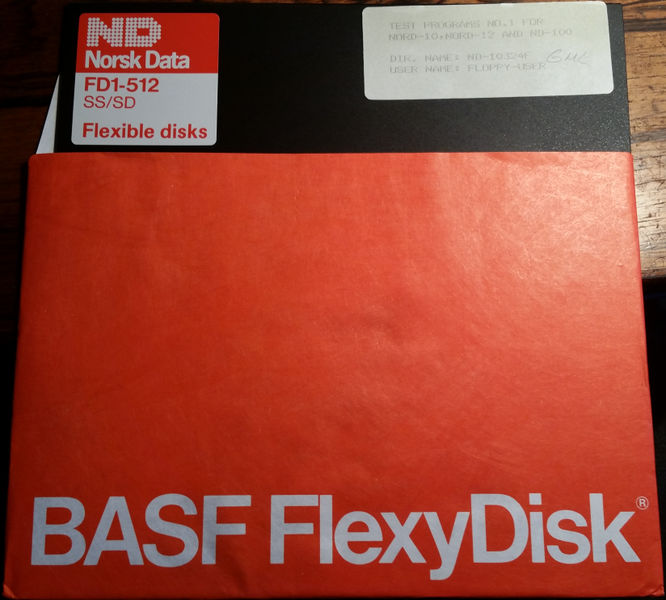 ND
Norsk Data
FD1-512
SS/SD
Flexible disks
TEST PROGRAMS NO.1 FOR
NORD-10,NORD-12 AND ND-100
DIR. NAME: ND-10324F
USER NAME: FLOPPY-USER
GMK
BASF FlexyDisk®